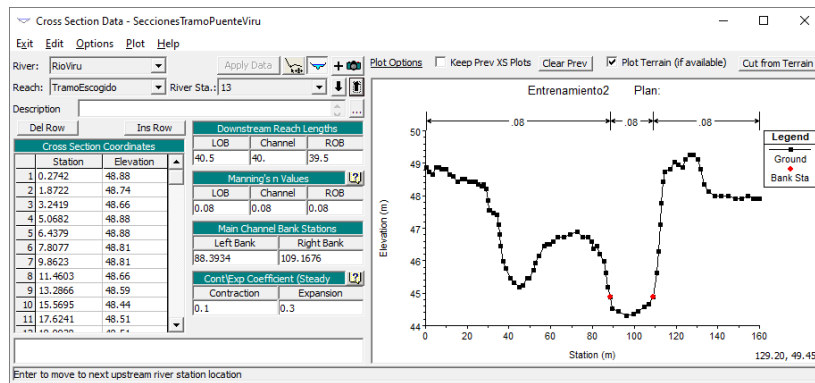 Cross Section Data - SeccionesTramoPuenteViru
Exit Edit Options Plot Help
River: RioViru Apply Data
Plot Options Keep Prev XS Plots Clear Prev Plot Terrain (if available) Cut from Terrain
Reach: TramoEscogido River Sta.: 13
Description ...
Del Row Ins Row
Cross Section Coordinates
Station Elevation
1 0.2742 48.88
2 1.8722 48.74
3 3.2419 48.66
4 5.0682 48.88
5 6.4379 48.88
6 7.8077 48.81
7 9.8623 48.81
8 11.4603 48.66
9 13.2866 48.59
10 15.5695 48.44
11 17.6241 48.51
Downstream Reach Lengths
LOB Channel ROB
40.5 40. 39.5
Manning's n Values
LOB Channel ROB
0.08 0.08 0.08
Main Channel Bank Stations
Left Bank Right Bank
88.3934 109.1676
Cont\Exp Coefficient (Steady
Contraction Expansion
0.1 0.3
Entrenamiento2 Plan:
.08 .08 .08
Legend
Ground
Bank Sta
Elevation (m)
50
49
48
47
46
45
44
0 20 40 60 80 100 120 140 160
Station (m)
129.20, 49.45
Enter to move to next upstream river station location